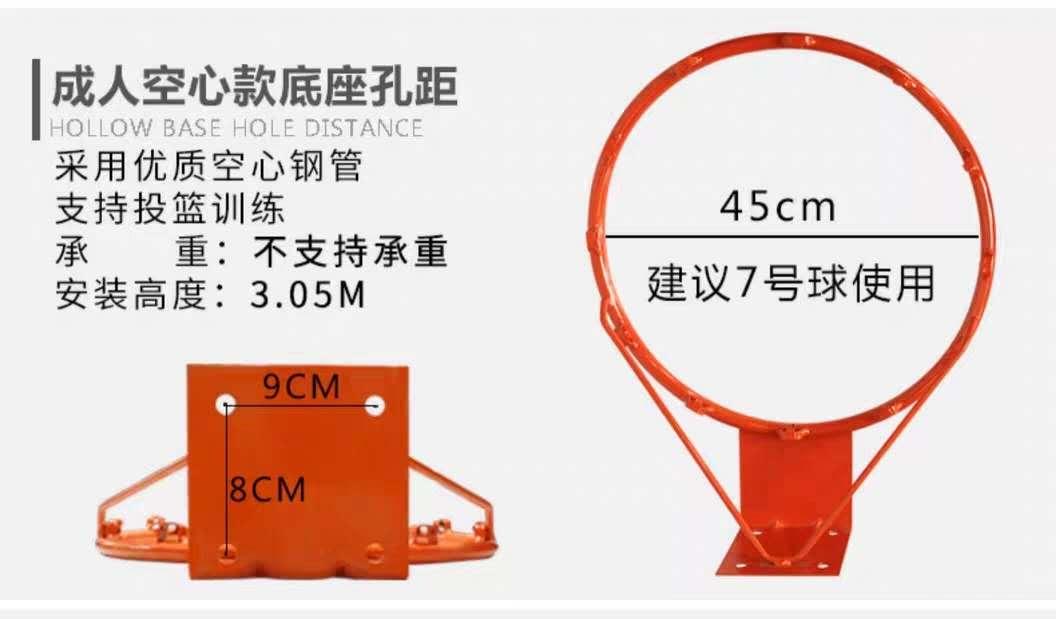 成人空心款底座孔距
HOLLOW BASE HOLE DISTANCE
采用优质空心钢管
支持投篮训练
承 重：不支持承重
安装高度：3.05M
45cm
建议7号球使用
9CM
8CM